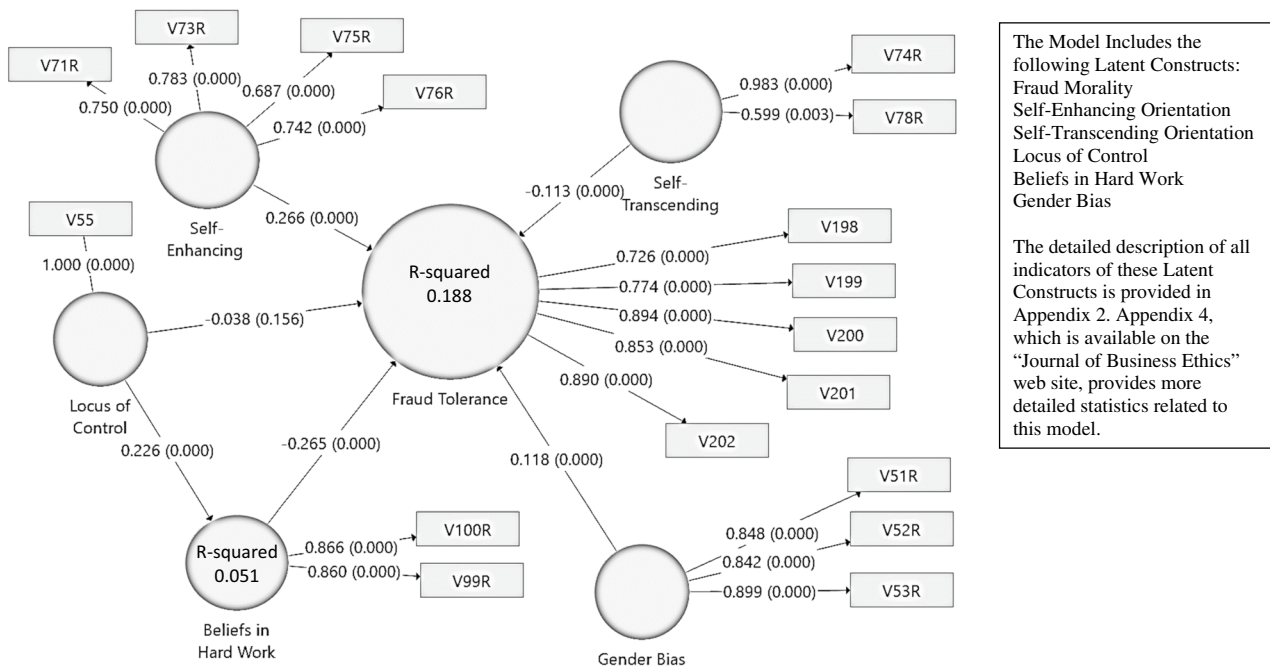 V71R
V73R
V75R
V76R
0.750 (0.000)
0.783 (0.000)
0.687 (0.000)
0.742 (0.000)
Self-
Enhancing
0.266 (0.000)
V55
1.000 (0.000)
Locus of
Control
-0.038 (0.156)
0.226 (0.000)
R-squared
0.051
Beliefs in
Hard Work
0.866 (0.000)
0.860 (0.000)
V100R
V99R
-0.265 (0.000)
R-squared
0.188
Fraud Tolerance
V74R
V78R
0.983 (0.000)
0.599 (0.003)
Self-
Transcending
-0.113 (0.000)
0.726 (0.000)
0.774 (0.000)
0.894 (0.000)
0.853 (0.000)
0.890 (0.000)
V198
V199
V200
V201
V202
0.118 (0.000)
Gender Bias
0.848 (0.000)
0.842 (0.000)
0.899 (0.000)
V51R
V52R
V53R
The Model Includes the
following Latent Constructs:
Fraud Morality
Self-Enhancing Orientation
Self-Transcending Orientation
Locus of Control
Beliefs in Hard Work
Gender Bias
The detailed description of all
indicators of these Latent
Constructs is provided in
Appendix 2. Appendix 4,
which is available on the
“Journal of Business Ethics”
web site, provides more
detailed statistics related to
this model.